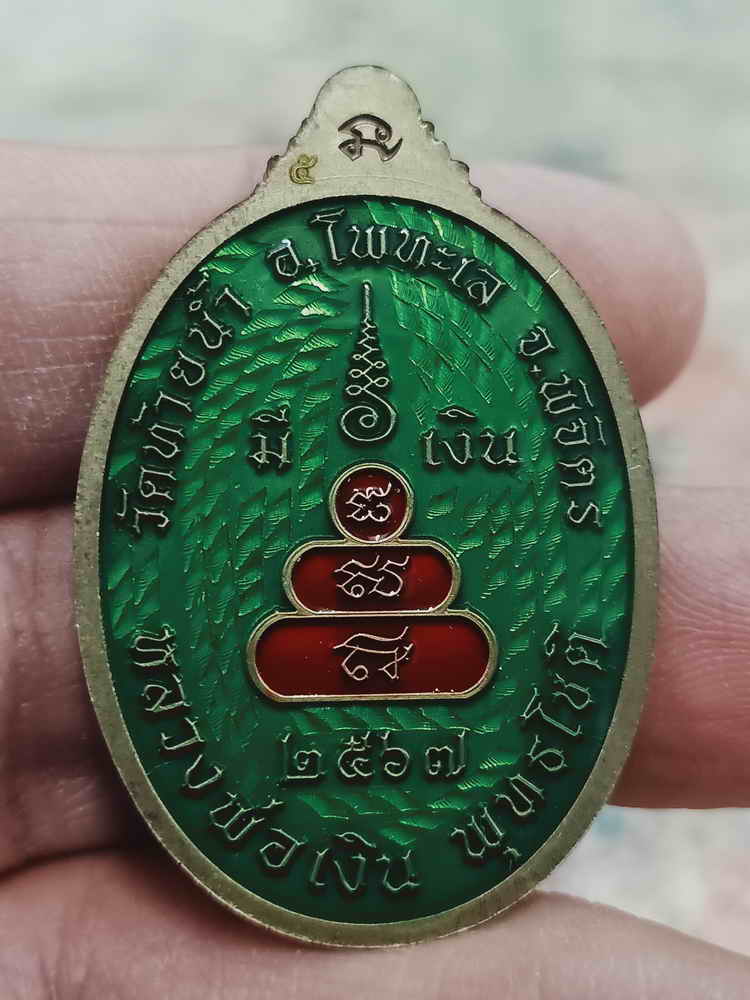 ๕
วัดท้ายน้ำ อ.โพทะเล จ.พิจิตร
มี เงิน
๒๕๖๗
หลวงพ่อเงิน พุทธโชติ